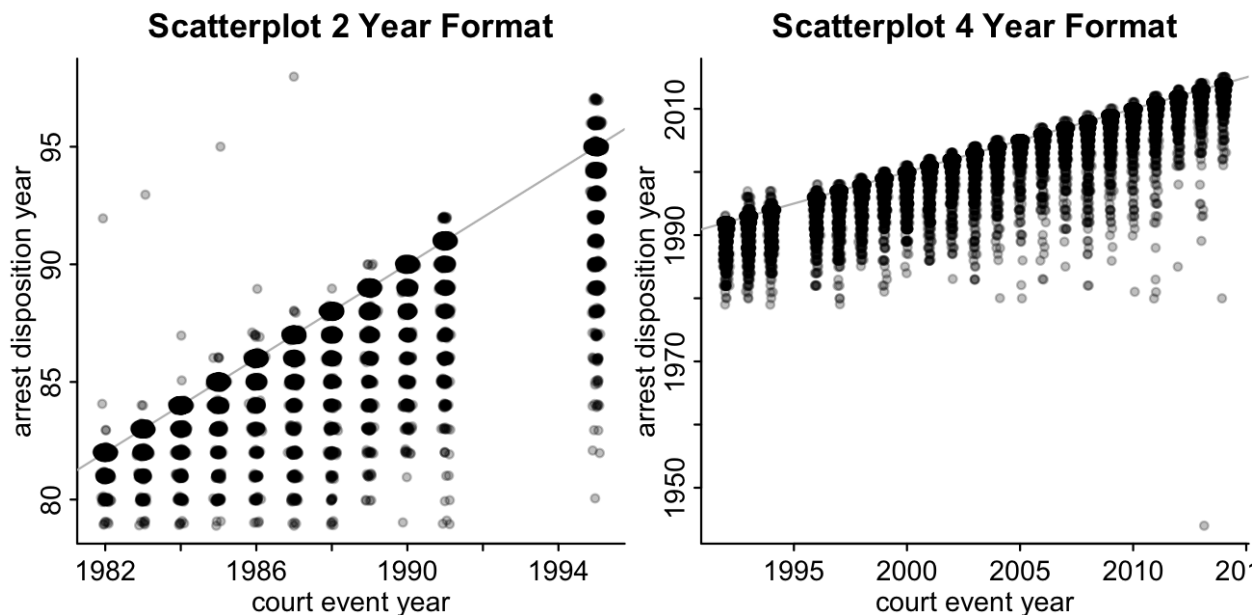 Scatterplot 2 Year Format
arrest disposition year
95
90
85
80
1982
1986
1990
1994
court event year
Scatterplot 4 Year Format
arrest disposition year
2010
1990
1970
1950
1995
2000
2005
2010
201
court event year